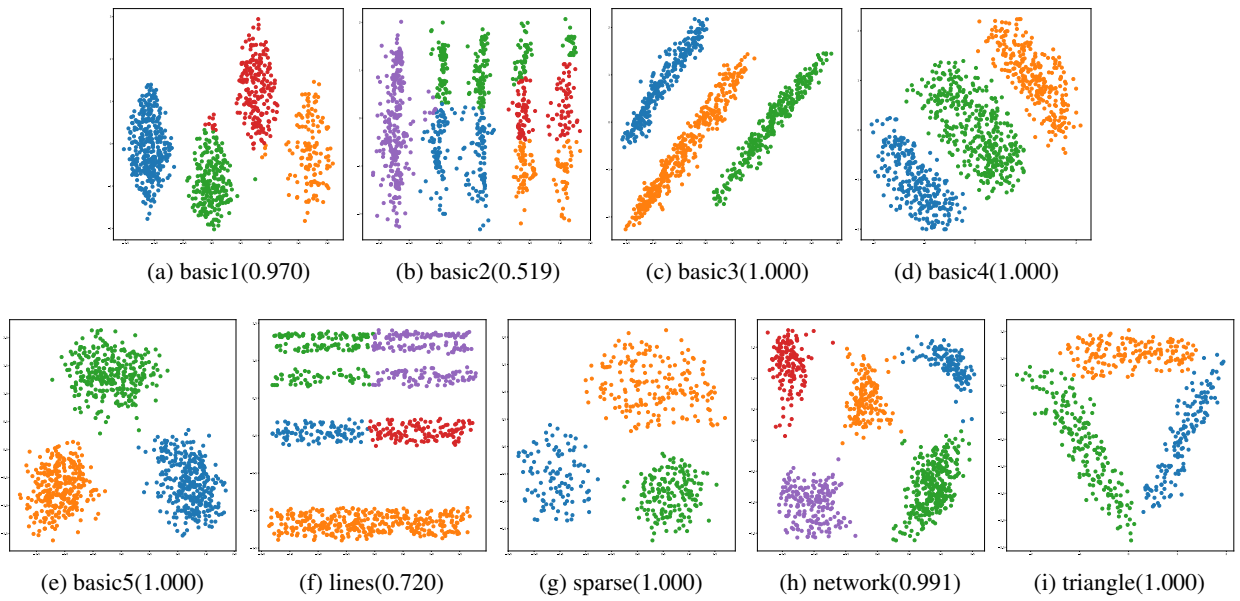 (a) basic1(0.970)
(b) basic2(0.519)
(c) basic3(1.000)
(d) basic4(1.000)
(e) basic5(1.000)
(f) lines(0.720)
(g) sparse(1.000)
(h) network(0.991)
(i) triangle(1.000)